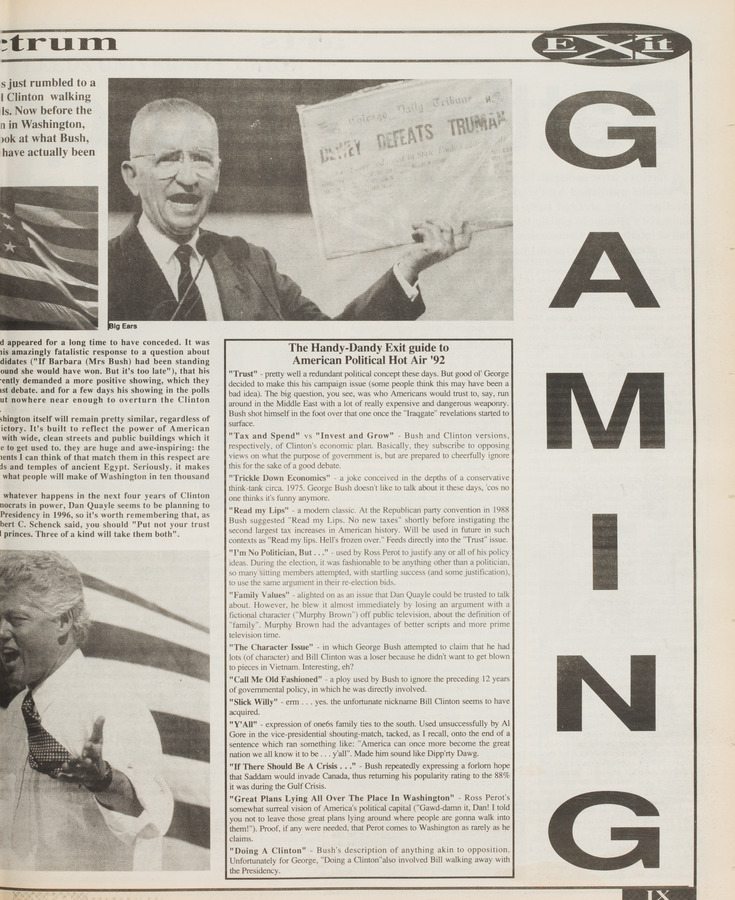 ctrum
EXit
s just rumbled to a
l Clinton walking
ls. Now before the
n in Washington,
ook at what Bush,
have actually been
Daily Tribune
DEWEY DEFEATS TRUMAN
Big Ears
d appeared for a long time to have conceded. It was
his amazingly fatalistic response to a question about
didates ("If Barbara (Mrs Bush) had been standing
ound she would have won. But it's too late"), that his
rently demanded a more positive showing, which they
ast debate. and for a few days his showing in the polls
ut nowhere near enough to overturn the Clinton
shington itself will remain pretty similar, regardless of
ictory. It's built to reflect the power of American
with wide, clean streets and public buildings which it
e to get used to. they are huge and awe-inspiring: the
ents I can think of that match them in this respect are
ds and temples of ancient Egypt. Seriously. it makes
what people will make of Washington in ten thousand
whatever happens in the next four years of Clinton
mocrats in power, Dan Quayle seems to be planning to
Presidency in 1996, so it's worth remembering that, as
bert C. Schenck said, you should "Put not your trust
princes. Three of a kind will take them both".
The Handy-Dandy Exit guide to
American Political Hot Air '92
"Trust" - pretty well a redundant political concept these days. But good ol' George
decided to make this his campaign issue (some people think this may have been a
bad idea). The big question, you see, was who Americans would trust to, say, run
around in the Middle East with a lot of really expensive and dangerous weaponry.
Bush shot himself in the foot over that one once the "Iraqgate" revelations started to
surface.
"Tax and Spend" vs "Invest and Grow" - Bush and Clinton versions,
respectively, of Clinton's economic plan. Basically, they subscribe to opposing
views on what the purpose of government is, but are prepared to cheerfully ignore
this for the sake of a good debate.
"Trickle Down Economics" - a joke conceived in the depths of a conservative
think-tank circa. 1975. George Bush doesn't like to talk about it these days, 'cos no
one thinks it's funny anymore.
"Read my Lips" - a modern classic. At the Republican party convention in 1988
Bush suggested "Read my Lips. No new taxes" shortly before instigating the
second largest tax increases in American history. Will be used in future in such
contexts as "Read my lips. Hell's frozen over." Feeds directly into the "Trust" issue.
"I'm No Politician, But . . ." - used by Ross Perot to justify any or all of his policy
ideas. During the election, it was fashionable to be anything other than a politician,
so many sitting members attempted, with startling success (and some justification),
to use the same argument in their re-election bids.
"Family Values" - alighted on as an issue that Dan Quayle could be trusted to talk
about. However, he blew it almost immediately by losing an argument with a
fictional character ("Murphy Brown") off public television, about the definition of
"family". Murphy Brown had the advantages of better scripts and more prime
television time.
"The Character Issue" - in which George Bush attempted to claim that he had
lots (of character) and Bill Clinton was a loser because he didn't want to get blown
to pieces in Vietnam. Interesting, eh?
"Call Me Old Fashioned" - a ploy used by Bush to ignore the preceding 12 years
of governmental policy, in which he was directly involved.
"Slick Willy" - erm . . . yes. the unfortunate nickname Bill Clinton seems to have
acquired.
"Y'All" - expression of one6s family ties to the south. Used unsuccessfully by Al
Gore in the vice-presidential shouting-match, tacked, as I recall, onto the end of a
sentence which ran something like: "America can once more become the great
nation we all know it to be . . . y'all". Made him sound like Dipp'rty Dawg.
"If There Should Be A Crisis . . ." - Bush repeatedly expressing a forlorn hope
that Saddam would invade Canada, thus returning his popularity rating to the 88%
it was during the Gulf Crisis.
"Great Plans Lying All Over The Place In Washington" - Ross Perot's
somewhat surreal vision of America's political capital ("Gawd-damn it, Dan! I told
you not to leave those great plans lying around where people are gonna walk into
them!"). Proof, if any were needed, that Perot comes to Washington as rarely as he
claims.
"Doing A Clinton" - Bush's description of anything akin to opposition.
Unfortunately for George, "Doing a Clinton"also involved Bill walking away with
the Presidency.
G
A
M
I
N
G
IX